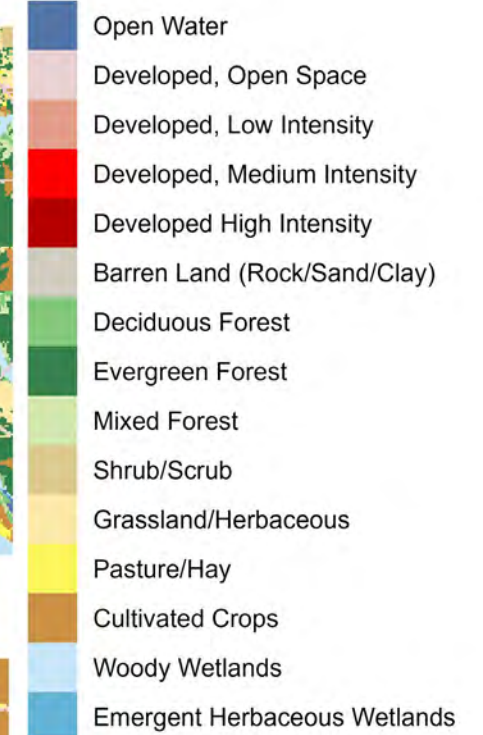 Open Water
Developed, Open Space
Developed, Low Intensity
Developed, Medium Intensity
Developed High Intensity
Barren Land (Rock/Sand/Clay)
Deciduous Forest
Evergreen Forest
Mixed Forest
Shrub/Scrub
Grassland/Herbaceous
Pasture/Hay
Cultivated Crops
Woody Wetlands
Emergent Herbaceous Wetlands